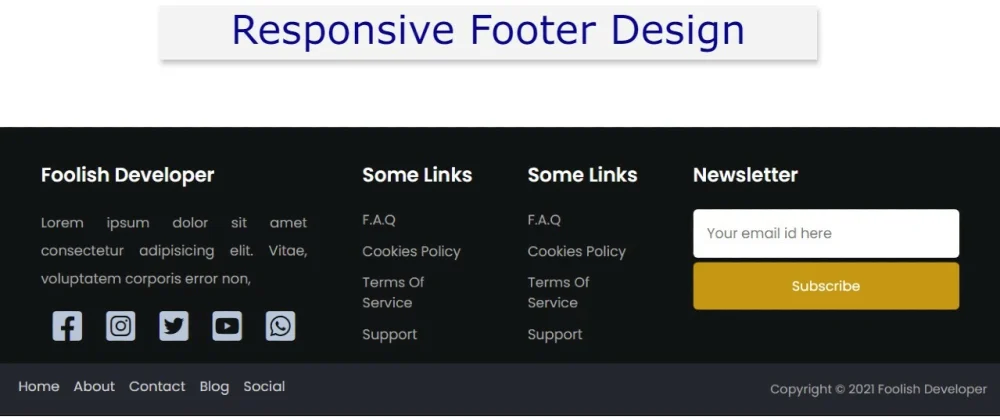 Responsive Footer Design
Foolish Developer
Lorem ipsum dolor sit amet
consectetur adipisicing elit. Vitae,
voluptatem corporis error non,
Some Links
F.A.Q
Cookies Policy
Terms Of
Service
Support
Some Links
F.A.Q
Cookies Policy
Terms Of
Service
Support
Newsletter
Your email id here
Subscribe
Home About Contact Blog Social
Copyright © 2021 Foolish Developer